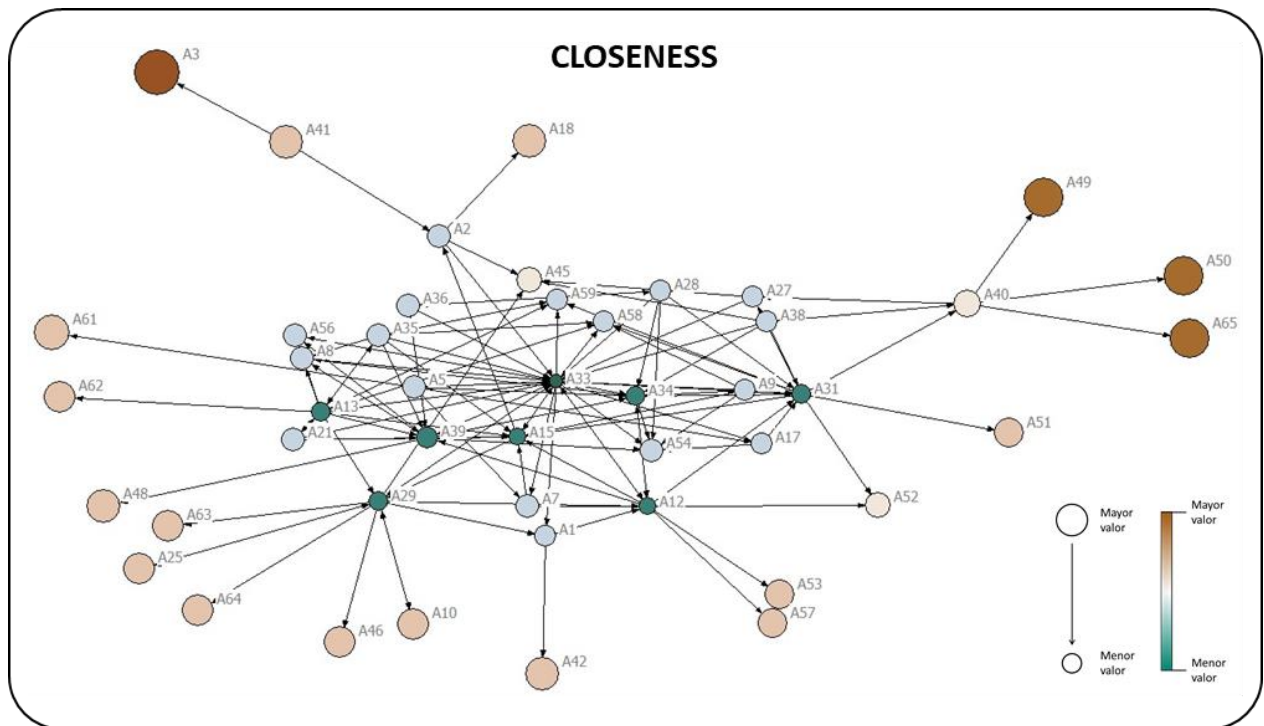 CLOSENESS
A3
A41
A18
A49
A2
A50
A45
A28
A27
A59
A40
A36
A38
A61
A56
A35
A58
A65
A8
A5
A33
A34
A9
A31
A62
A13
A21
A39
A15
A54
A17
A51
A48
A29
A7
A12
A52
A63
A1
A25
A64
A46
A10
A53
A57
A42
Mayor
valor
Menor
valor
Mayor
valor
Menor
valor